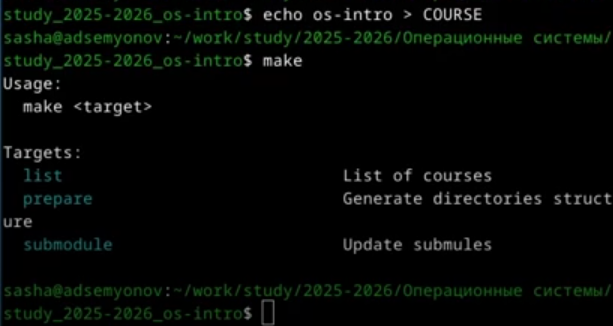 study_2025-2026_os-intro$ echo os-intro > COURSE
sasha@adsemyonov:~/work/study/2025-2026/Операционные системы/
study_2025-2026_os-intro$ make
Usage:
  make <target>

Targets:
  list                            List of courses
  prepare                         Generate directories struct
ure
  submodule                       Update submules

sasha@adsemyonov:~/work/study/2025-2026/Операционные системы/
study_2025-2026_os-intro$